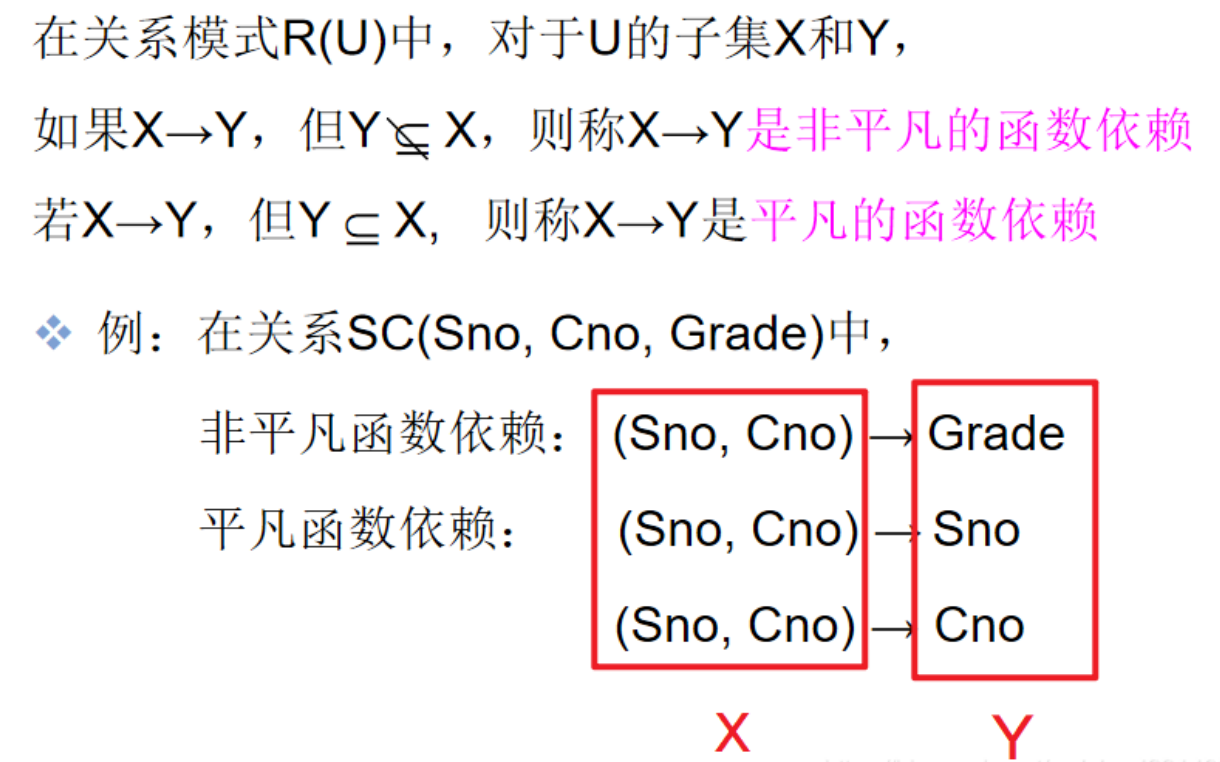 在关系模式R(U)中，对于U的子集X和Y，
如果X→Y，但Y⊈X，则称X→Y是非平凡的函数依赖
若X→Y，但Y⊆X, 则称X→Y是平凡的函数依赖
❖ 例：在关系SC(Sno, Cno, Grade)中，
非平凡函数依赖：(Sno, Cno)→Grade
平凡函数依赖：(Sno, Cno)→Sno
(Sno, Cno)→Cno
X Y